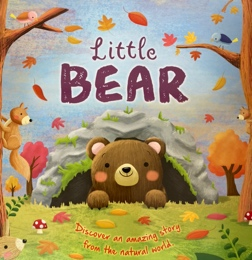 Little
BEAR
Discover an amazing story
from the natural world